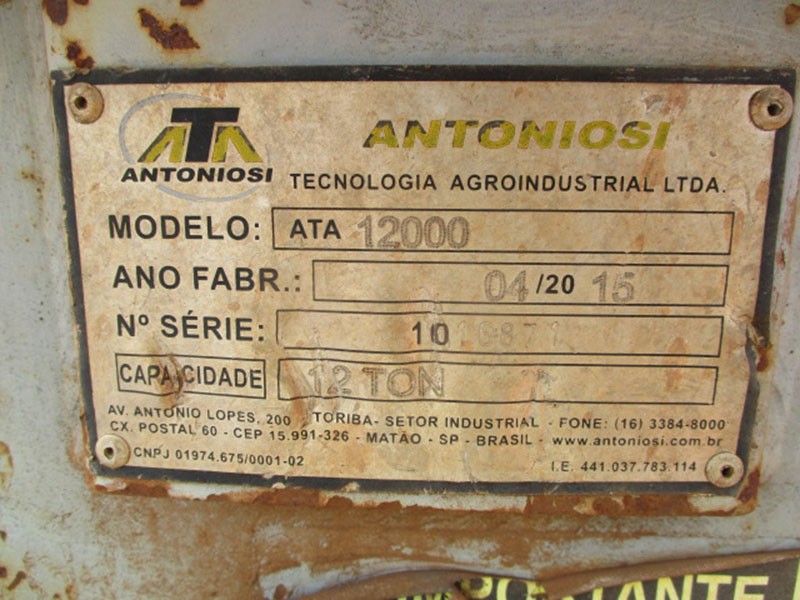 ATA
ANTONIOSI
ANTONIOSI
TECNOLOGIA AGROINDUSTRIAL LTDA.
MODELO: ATA 12000
ANO FABR.: 04/20 15
Nº SÉRIE:
CAPACIDADE 12 TON
AV. ANTONIO LOPES, 200 - TORIBA- SETOR INDUSTRIAL - FONE: (16) 3384-8000
CX. POSTAL 60 - CEP 15.991-326 - MATÃO - SP - BRASIL - www.antoniosi.com.br
CNPJ 01974.675/0001-02
I.E. 441.037.783.114